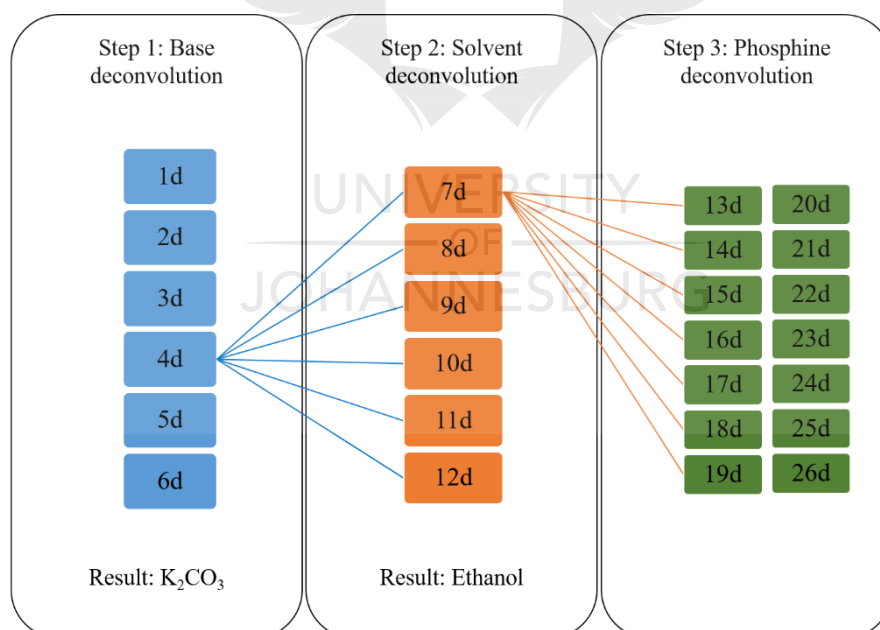 Step 1: Base
deconvolution
1d
2d
3d
4d
5d
6d
Result: K₂CO₃
Step 2: Solvent
deconvolution
7d
8d
9d
10d
11d
12d
Result: Ethanol
Step 3: Phosphine
deconvolution
13d 20d
14d 21d
15d 22d
16d 23d
17d 24d
18d 25d
19d 26d
UNIVERSITY
OF
JOHANNESBURG